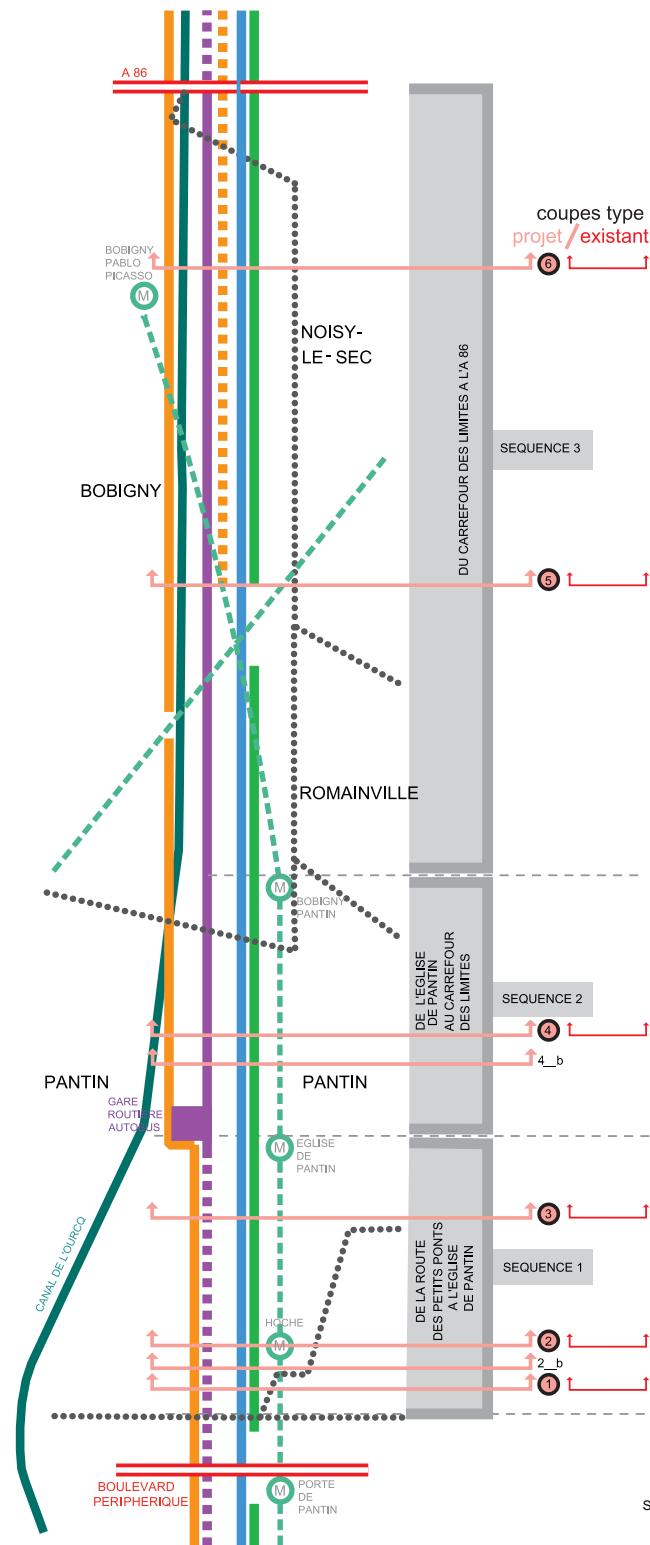 A 86
coupes type
projet / existant
BOBIGNY
PABLO
PICASSO
M
6
NOISY-
LE - SEC
DU CARREFOUR DES LIMITES A L'A 86
SEQUENCE 3
BOBIGNY
5
ROMAINVILLE
M
BOBIGNY
PANTIN
DE L'EGLISE
DE PANTIN
AU CARREFOUR
DES LIMITES
SEQUENCE 2
4
4__b
PANTIN
PANTIN
GARE
ROUTIERE
AUTOBUS
M
EGLISE
DE
PANTIN
3
DE LA ROUTE
DES PETITS PONTS
A L'EGLISE
DE PANTIN
SEQUENCE 1
CANAL DE L'OURCQ
HOCHE
M
2
2__b
1
BOULEVARD
PERIPHERIQUE
M
PORTE
DE
PANTIN
S